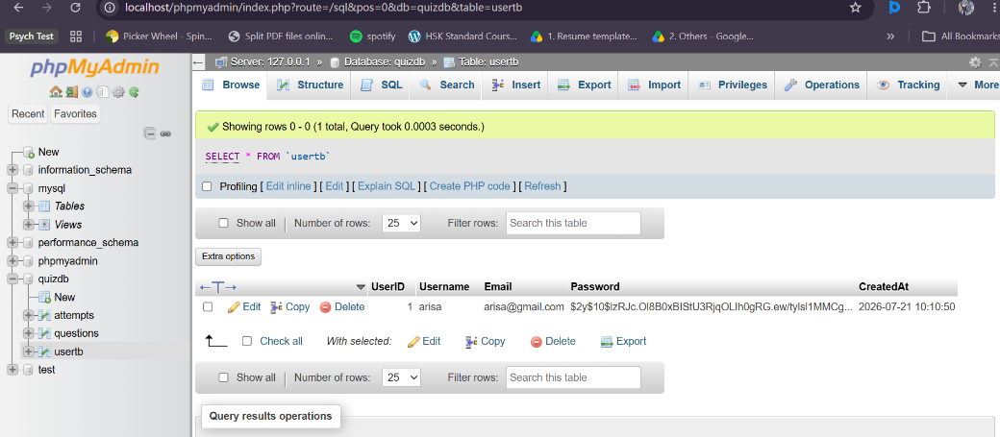 localhost/phpmyadmin/index.php?route=/sql&pos=0&db=quizdb&table=usertb
Psych Test Picker Wheel - Spin... Split PDF files onlin... spotify HSK Standard Cours... 1. Resume template... 2. Others - Google... » All Bookmarks
phpMyAdmin
Recent Favorites
New
information_schema
mysql
Tables
Views
performance_schema
phpmyadmin
quizdb
New
attempts
questions
usertb
test
Server: 127.0.0.1 » Database: quizdb » Table: usertb
Browse Structure SQL Search Insert Export Import Privileges Operations Tracking More
Showing rows 0 - 0 (1 total, Query took 0.0003 seconds.)
SELECT * FROM `usertb`
Profiling [ Edit inline ] [ Edit ] [ Explain SQL ] [ Create PHP code ] [ Refresh ]
Show all Number of rows: 25 Filter rows: Search this table
Extra options
←T→ UserID Username Email Password CreatedAt
Edit Copy Delete 1 arisa arisa@gmail.com 2026-07-21 10:10:50
Check all With selected: Edit Copy Delete Export
Show all Number of rows: 25 Filter rows: Search this table
Query results operations